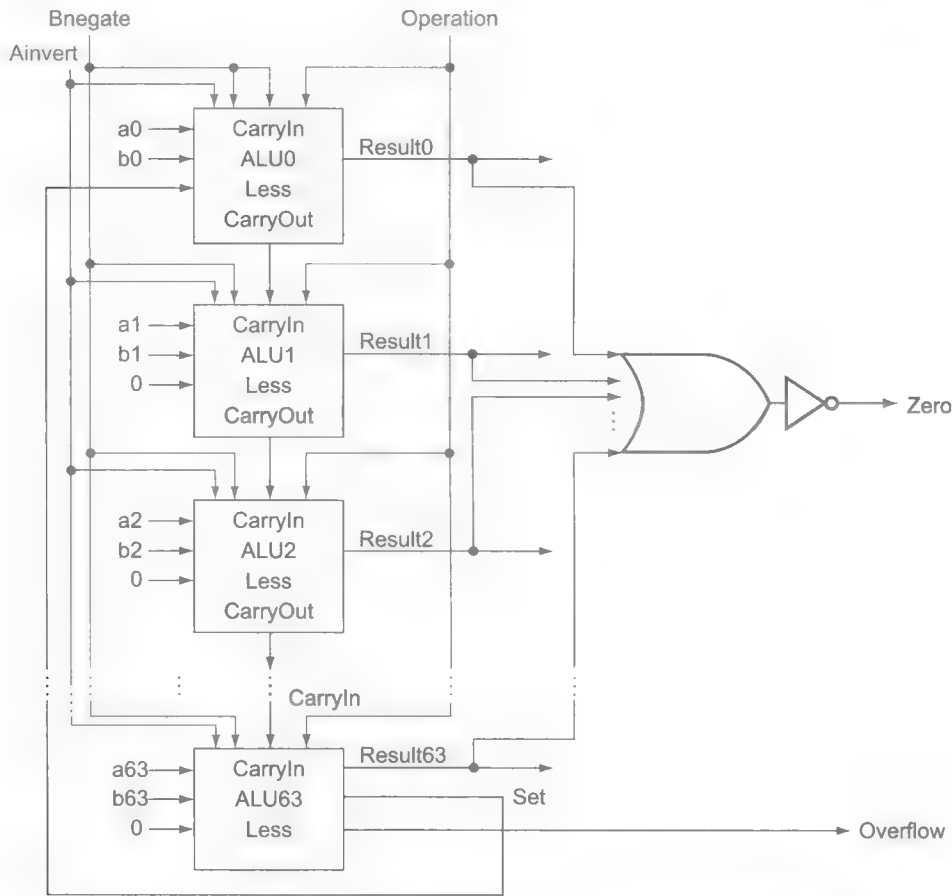 Bnegate
Operation
Ainvert
a0
b0
CarryIn
ALU0
Less
CarryOut
Result0
a1
b1
0
CarryIn
ALU1
Less
CarryOut
Result1
Zero
a2
b2
0
CarryIn
ALU2
Less
CarryOut
Result2
CarryIn
a63
b63
0
CarryIn
ALU63
Less
Result63
Set
Overflow